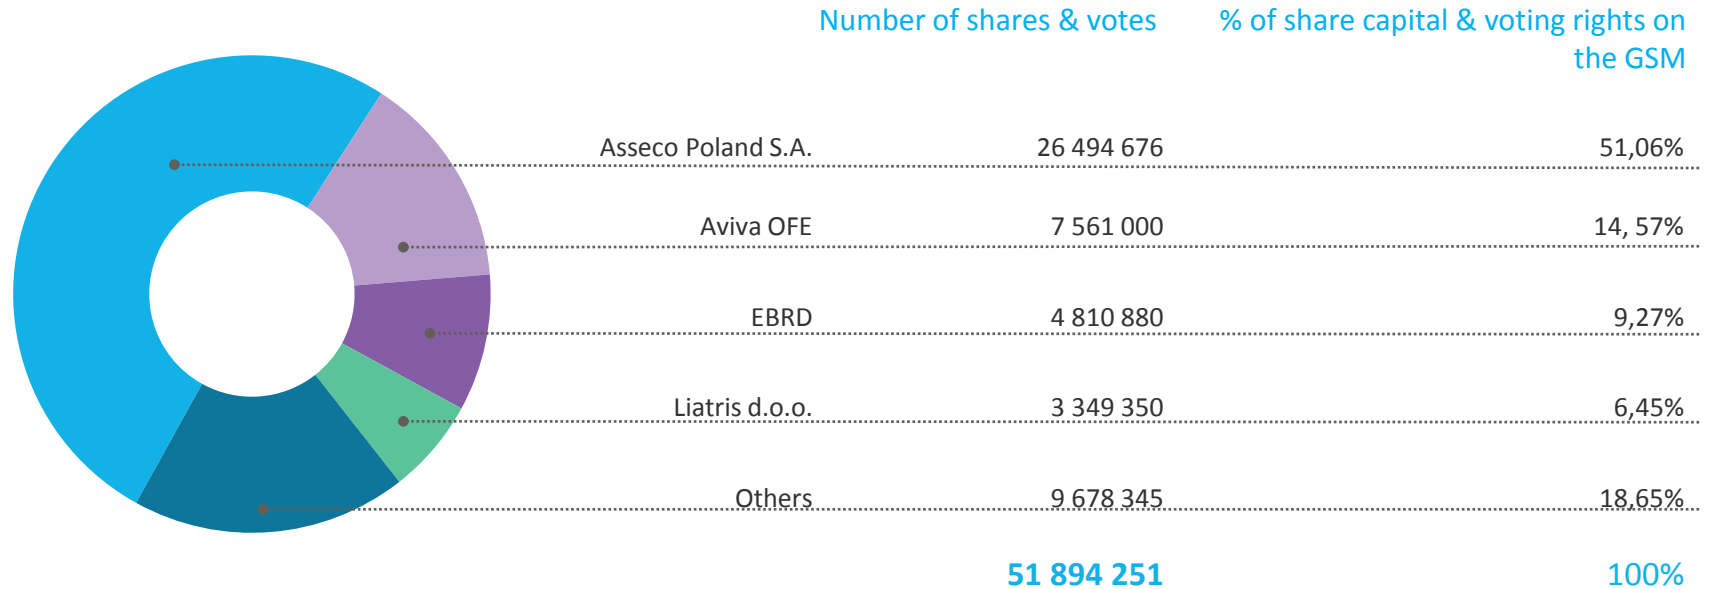 Number of shares & votes % of share capital & voting rights on
the GSM
Asseco Poland S.A. 26 494 676 51,06%
Aviva OFE 7 561 000 14, 57%
EBRD 4 810 880 9,27%
Liatris d.o.o. 3 349 350 6,45%
Others 9 678 345 18,65%
51 894 251 100%